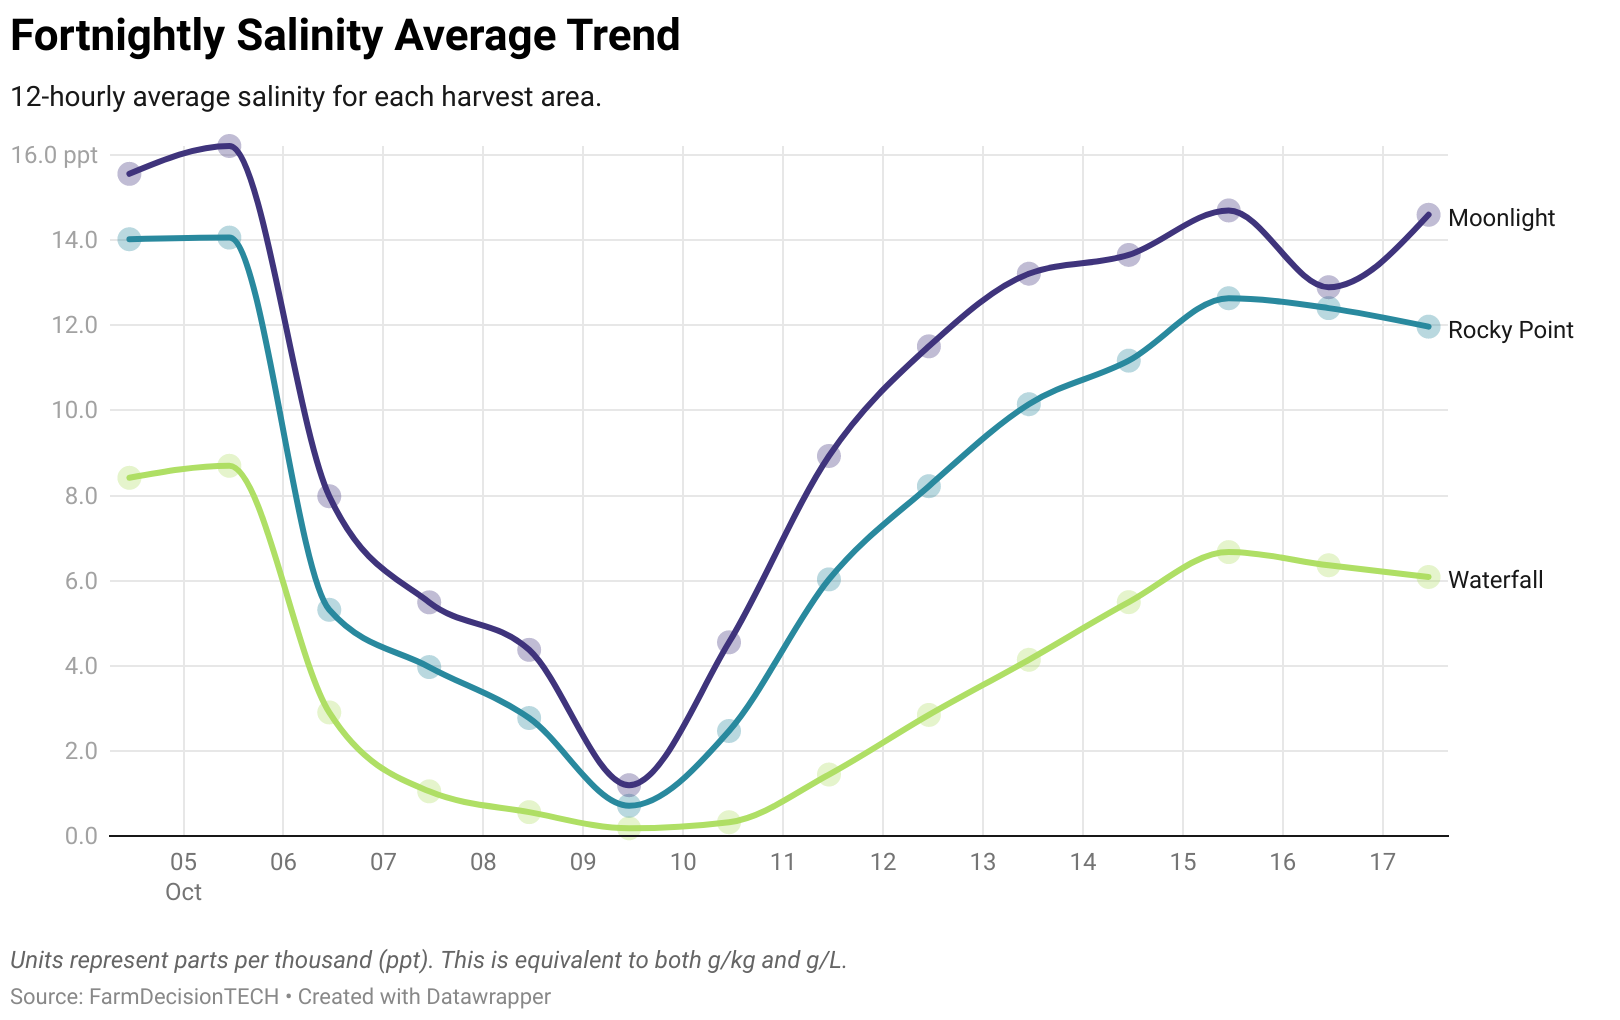 Fortnightly Salinity Average Trend
12-hourly average salinity for each harvest area.
16.0 ppt
14.0
12.0
10.0
8.0
6.0
4.0
2.0
0.0
Moonlight
Rocky Point
Waterfall
05 06 07 08 09 10 11 12 13 14 15 16 17
Oct
Units represent parts per thousand (ppt). This is equivalent to both g/kg and g/L.
Source: FarmDecisionTECH • Created with Datawrapper